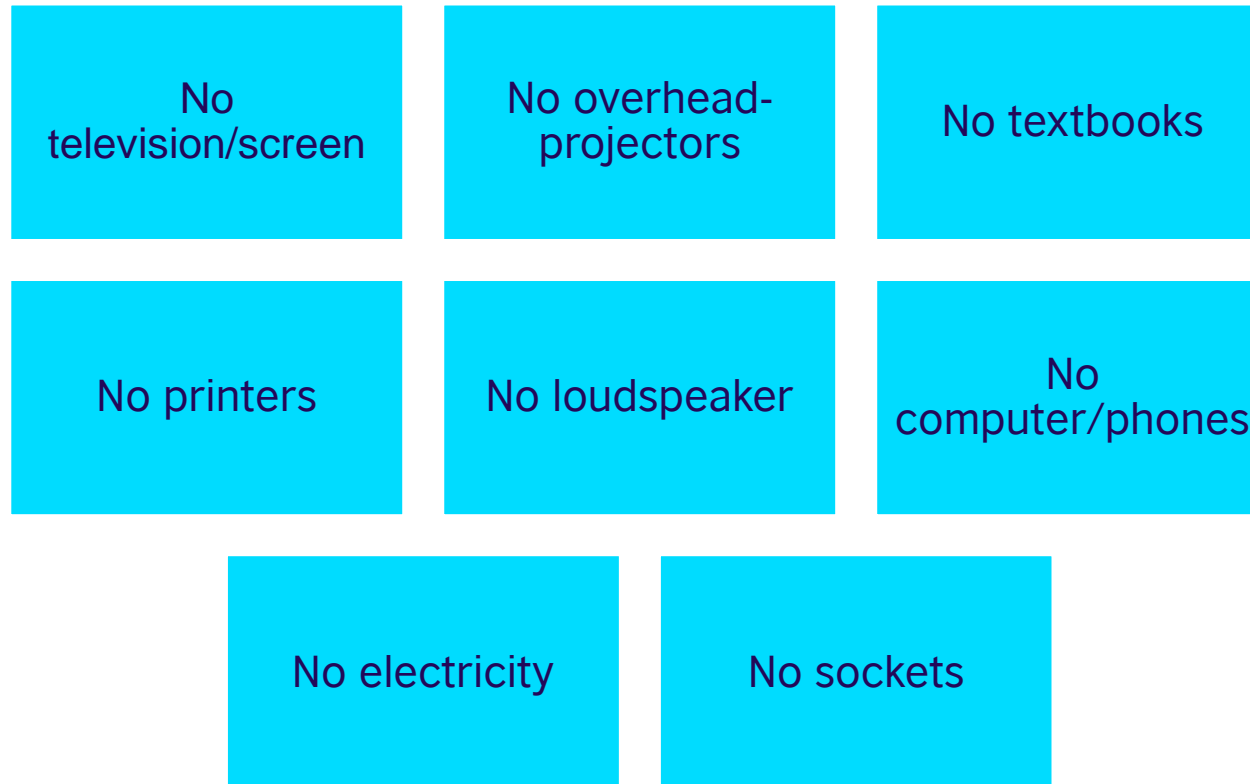 No
television/screen
No overhead-
projectors
No textbooks
No printers
No loudspeaker
No
computer/phones
No electricity
No sockets